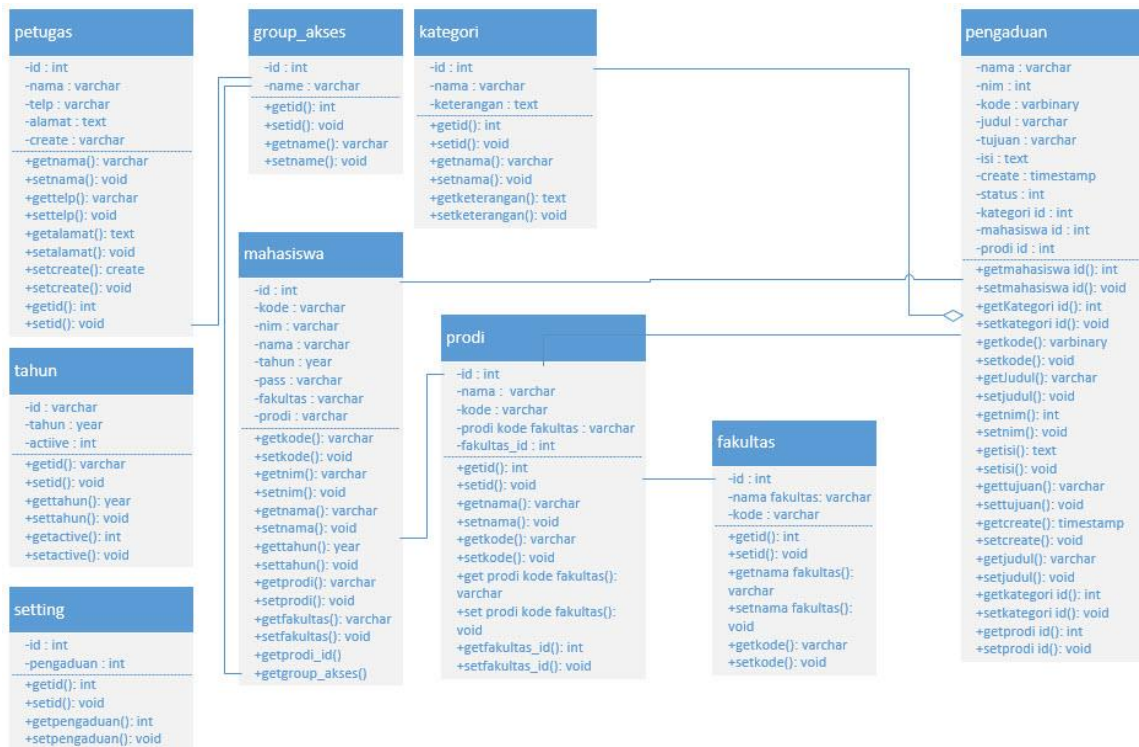 petugas
-id : int
-nama : varchar
-telp : varchar
-alamat : text
-create : varchar
+getnama(): varchar
+setnama(): void
+gettelp(): varchar
+settelp(): void
+getalamat(): text
+setalamat(): void
+setcreate(): create
+setcreate(): void
+getid(): int
+setid(): void
group_akses
-id : int
-name : varchar
+getid(): int
+setid(): void
+getname(): varchar
+setname(): void
kategori
-id : int
-nama : varchar
-keterangan : text
+getid(): int
+setid(): void
+getnama(): varchar
+setnama(): void
+getketerangan(): text
+setketerangan(): void
pengaduan
-nama : varchar
-nim : int
-kode : varbinary
-judul : varchar
-tujuan : varchar
-isi : text
-create : timestamp
-status : int
-kategori id : int
-mahasiswa id : int
-prodi id : int
+getmahasiswa id(): int
+setmahasiswa id(): void
+getKategori id(): int
+setkategori id(): void
+getkode(): varbinary
+setkode(): void
+getJudul(): varchar
+setjudul(): void
+getnim(): int
+setnim(): void
+getisi(): text
+setisi(): void
+gettujuan(): varchar
+settujuan(): void
+getcreate(): timestamp
+setcreate(): void
+getjudul(): varchar
+setjudul(): void
+getkategori id(): int
+setkategori id(): void
+getprodi id(): int
+setprodi id(): void
mahasiswa
-id : int
-kode : varchar
-nim : varchar
-nama : varchar
-tahun : year
-pass : varchar
-fakultas : varchar
-prodi : varchar
+getkode(): varchar
+setkode(): void
+getnim(): varchar
+setnim(): void
+getnama(): varchar
+setnama(): void
+gettahun(): year
+settahun(): void
+getprodi(): varchar
+setprodi(): void
+getfakultas(): varchar
+setfakultas(): void
+getprodi_id()
+getgroup_akses()
prodi
-id : int
-nama : varchar
-kode : varchar
-prodi kode fakultas : varchar
-fakultas_id : int
+getid(): int
+setid(): void
+getnama(): varchar
+setnama(): void
+getkode(): varchar
+setkode(): void
+get prodi kode fakultas():
varchar
+set prodi kode fakultas():
void
+getfakultas_id(): int
+setfakultas_id(): void
fakultas
-id : int
-nama fakultas: varchar
-kode : varchar
+getid(): int
+setid(): void
+getnama fakultas():
varchar
+setnama fakultas():
void
+getkode(): varchar
+setkode(): void
tahun
-id : varchar
-tahun : year
-actiive : int
+getid(): varchar
+setid(): void
+gettahun(): year
+settahun(): void
+getactive(): int
+setactive(): void
setting
-id : int
-pengaduan : int
+getid(): int
+setid(): void
+getpengaduan(): int
+setpengaduan(): void